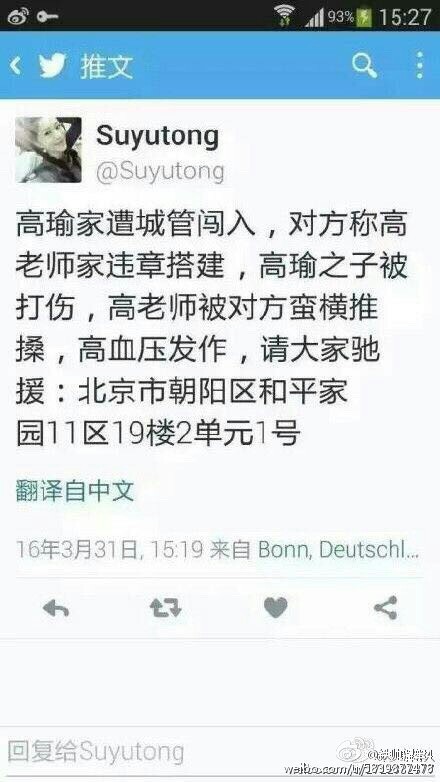 93% 15:27
推文
Suyutong
@Suyutong
高瑜家遭城管闯入，对方称高
老师家违章搭建，高瑜之子被
打伤，高老师被对方蛮横推
搡，高血压发作，请大家驰
援：北京市朝阳区和平家
园11区19楼2单元1号
翻译自中文
16年3月31日, 15:19 来自 Bonn, Deutschl...
回复给Suyutong